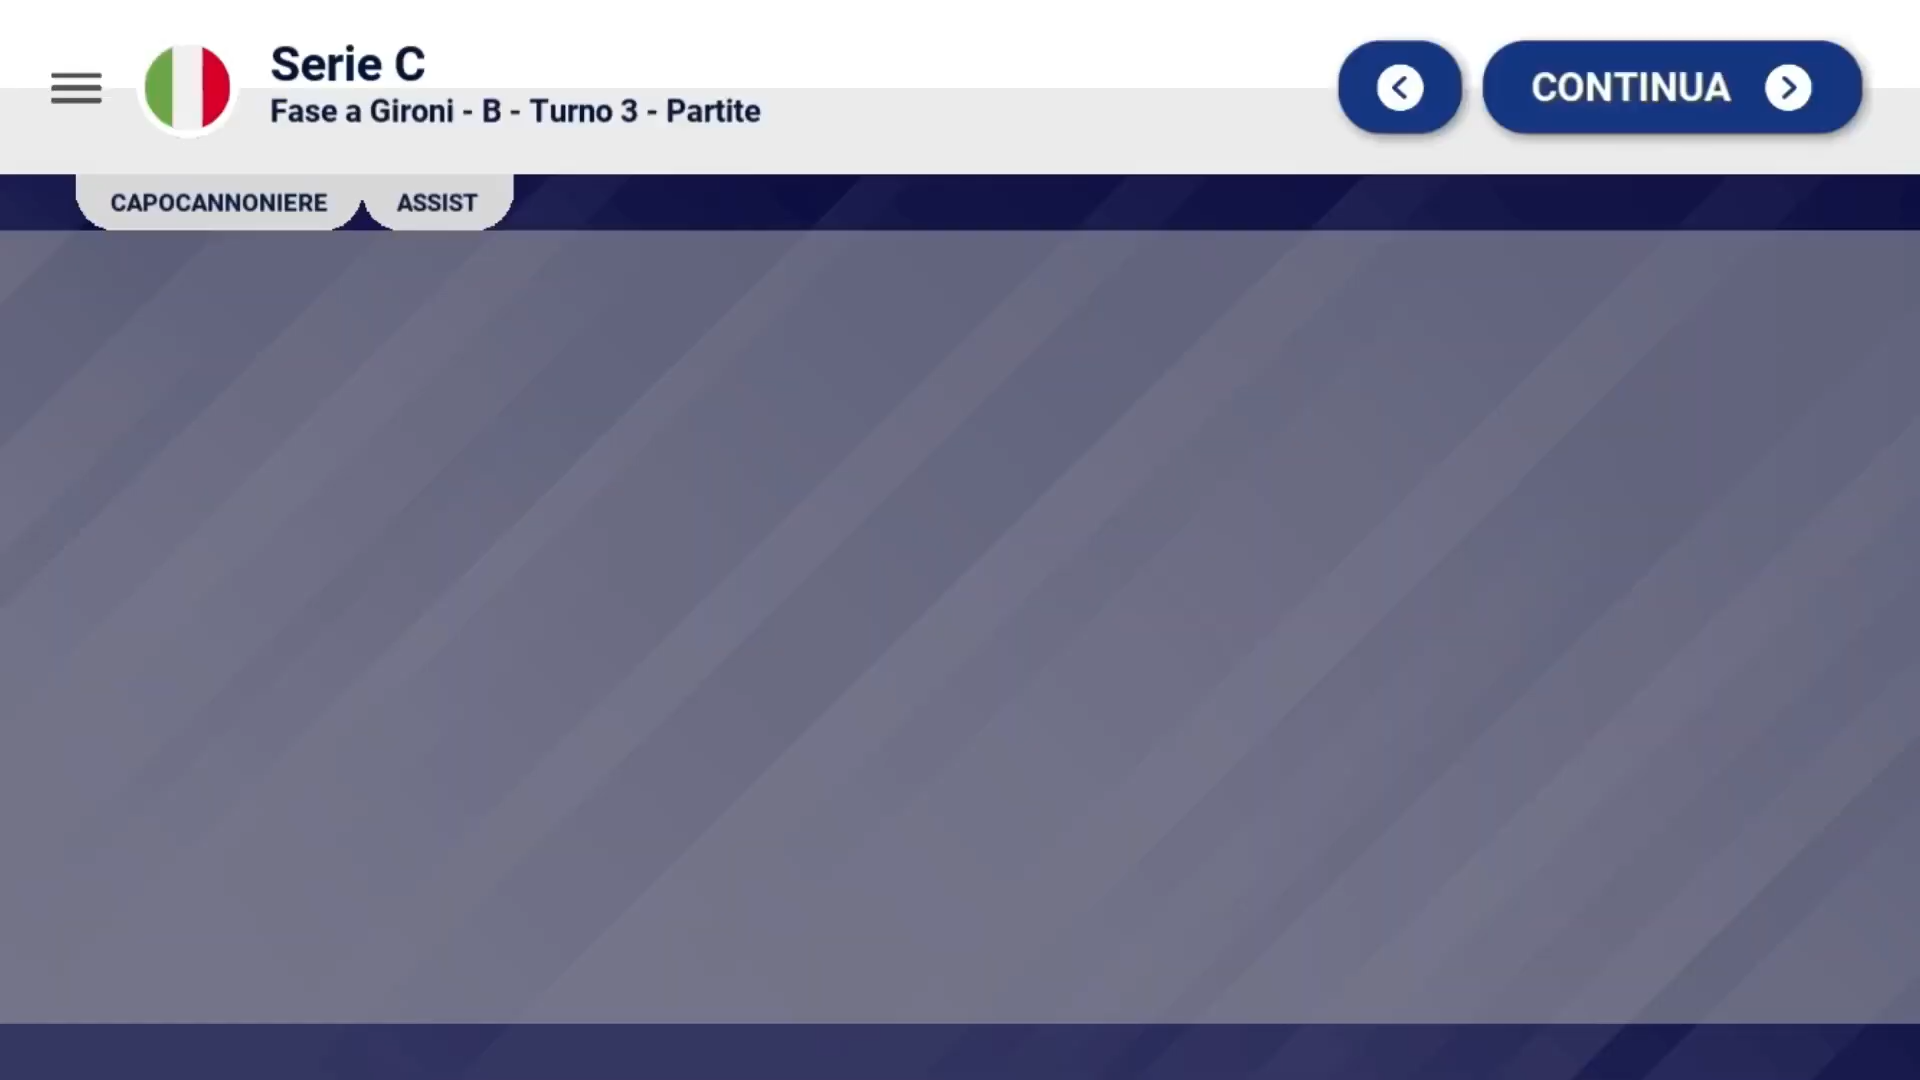 Serie C
Fase a Gironi - B - Turno 3 - Partite
CONTINUA
CAPOCANNONIERE
ASSIST